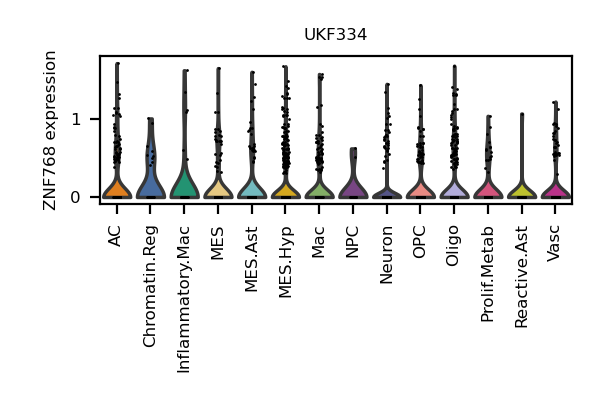 UKF334
ZNF768 expression
1
0
AC
Chromatin.Reg
Inflammatory.Mac
MES
MES.Ast
MES.Hyp
Mac
NPC
Neuron
OPC
Oligo
Prolif.Metab
Reactive.Ast
Vasc